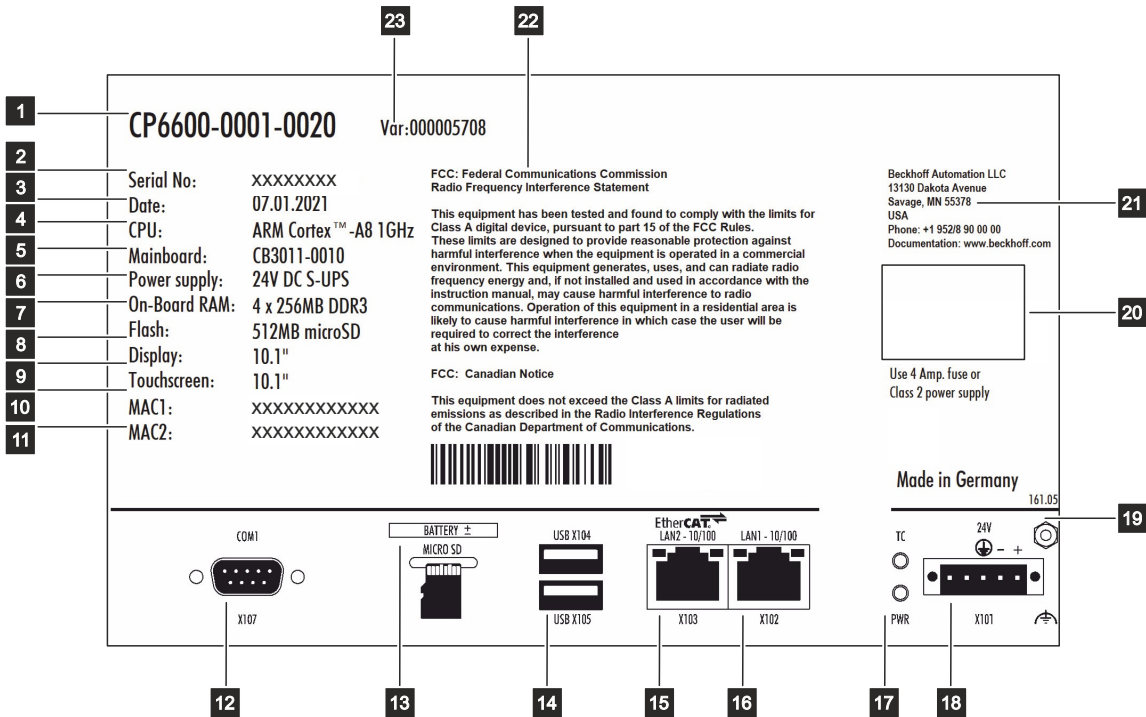 23
22
1
CP6600-0001-0020
Var:000005708
2
Serial No: XXXXXXXX
3
Date: 07.01.2021
4
CPU: ARM Cortex™-A8 1GHz
5
Mainboard: CB3011-0010
6
Power supply: 24V DC S-UPS
7
On-Board RAM: 4 x 256MB DDR3
8
Flash: 512MB microSD
9
Display: 10.1"
Touchscreen: 10.1"
10
MAC1: XXXXXXXXXXXX
11
MAC2: XXXXXXXXXXXX
FCC: Federal Communications Commission
Radio Frequency Interference Statement
This equipment has been tested and found to comply with the limits for
Class A digital device, pursuant to part 15 of the FCC Rules.
These limits are designed to provide reasonable protection against
harmful interference when the equipment is operated in a commercial
environment. This equipment generates, uses, and can radiate radio
frequency energy and, if not installed and used in accordance with the
instruction manual, may cause harmful interference to radio
communications. Operation of this equipment in a residential area is
likely to cause harmful interference in which case the user will be
required to correct the interference
at his own expense.
FCC: Canadian Notice
This equipment does not exceed the Class A limits for radiated
emissions as described in the Radio Interference Regulations
of the Canadian Department of Communications.
Beckhoff Automation LLC
13130 Dakota Avenue
Savage, MN 55378
USA
Phone: +1 952/8 90 00 00
Documentation: www.beckhoff.com
21
20
Use 4 Amp. fuse or
Class 2 power supply
Made in Germany
161.05
19
COM1
X107
BATTERY ±
MICRO SD
USB X104
USB X105
EtherCAT
LAN2 - 10/100
LAN1 - 10/100
X103
X102
TC
PWR
24V
- +
X101
12
13
14
15
16
17
18